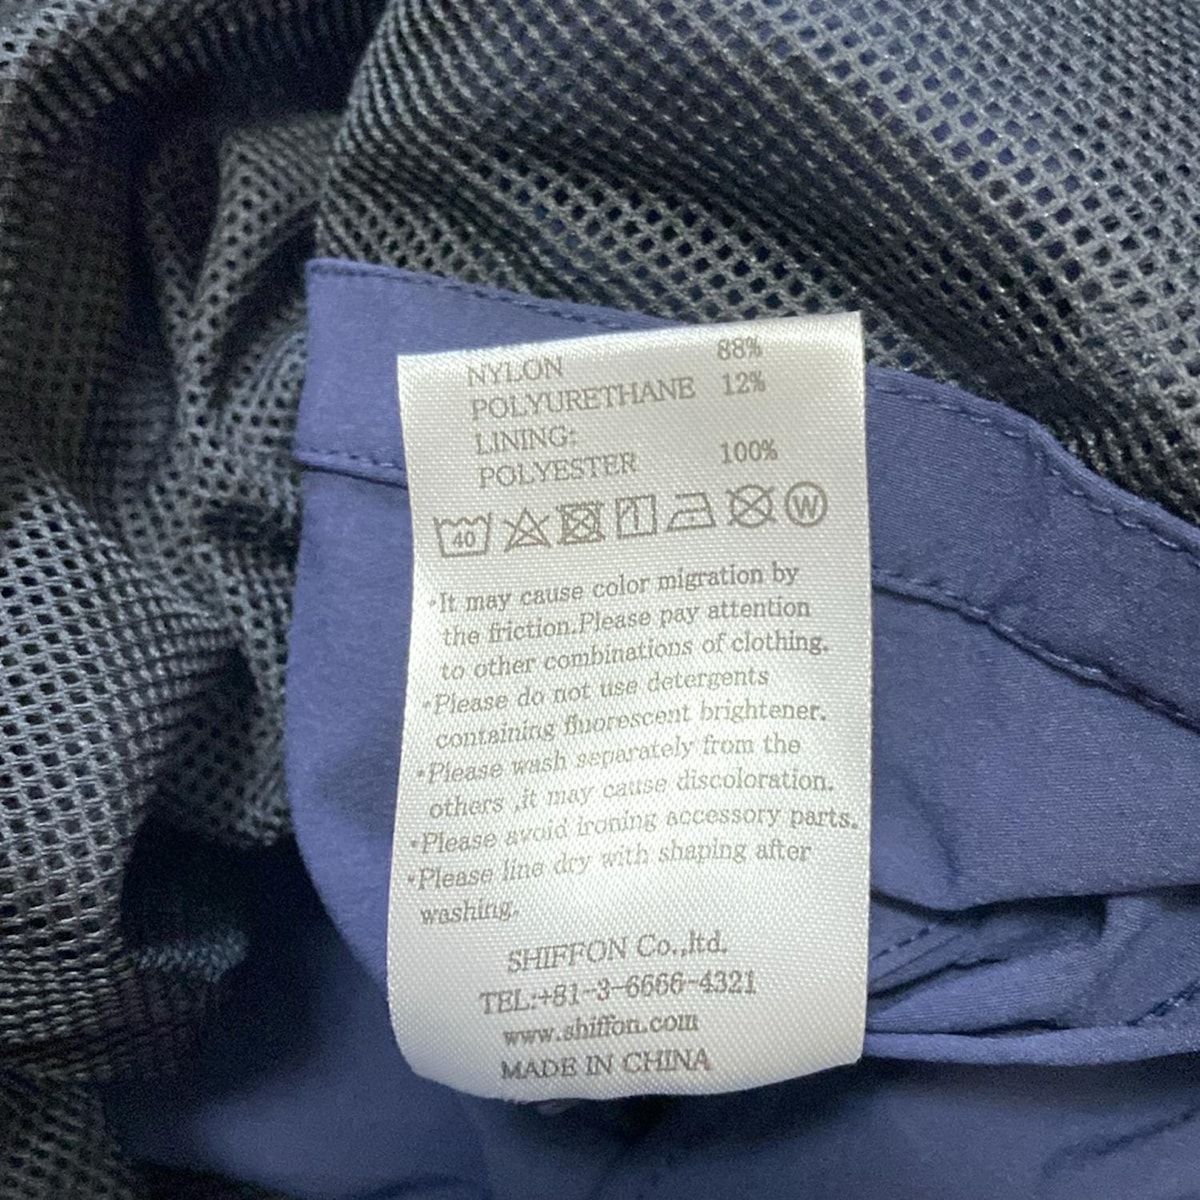 NYLON 88%
POLYURETHANE 12%
LINING:
POLYESTER 100%
40 W
•It may cause color migration by
the friction.Please pay attention
to other combinations of clothing.
•Please do not use detergents
containing fluorescent brightener.
•Please wash separately from the
others ,it may cause discoloration.
•Please avoid ironing accessory parts.
•Please line dry with shaping after
washing.
SHIFFON Co.,ltd.
TEL:+81-3-6666-4321
www.shiffon.com
MADE IN CHINA